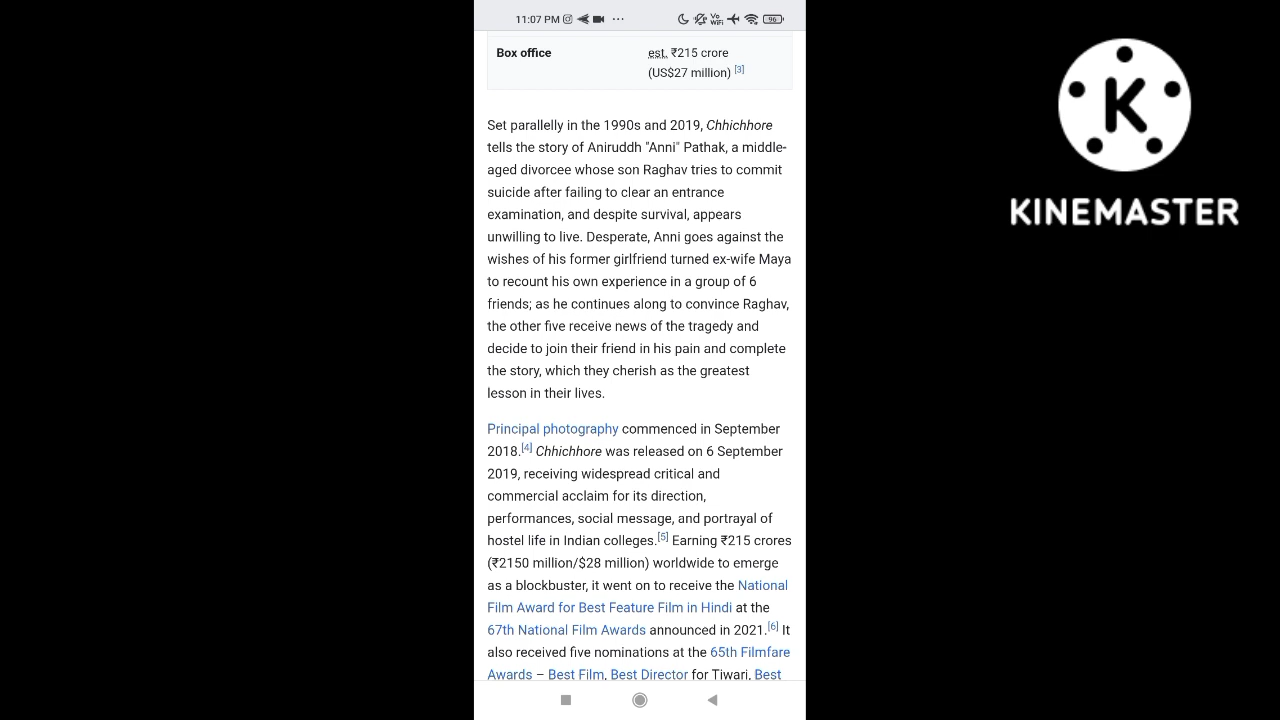 11:07 PM
Vo
WiFi
96
Box office
est. ₹215 crore
(US$27 million) [3]
Set parallelly in the 1990s and 2019, Chhichhore
tells the story of Aniruddh "Anni" Pathak, a middle-
aged divorcee whose son Raghav tries to commit
suicide after failing to clear an entrance
examination, and despite survival, appears
unwilling to live. Desperate, Anni goes against the
wishes of his former girlfriend turned ex-wife Maya
to recount his own experience in a group of 6
friends; as he continues along to convince Raghav,
the other five receive news of the tragedy and
decide to join their friend in his pain and complete
the story, which they cherish as the greatest
lesson in their lives.
Principal photography commenced in September
2018.[4] Chhichhore was released on 6 September
2019, receiving widespread critical and
commercial acclaim for its direction,
performances, social message, and portrayal of
hostel life in Indian colleges.[5] Earning ₹215 crores
(₹2150 million/$28 million) worldwide to emerge
as a blockbuster, it went on to receive the National
Film Award for Best Feature Film in Hindi at the
67th National Film Awards announced in 2021.[6] It
also received five nominations at the 65th Filmfare
Awards – Best Film, Best Director for Tiwari, Best
K
KINEMASTER